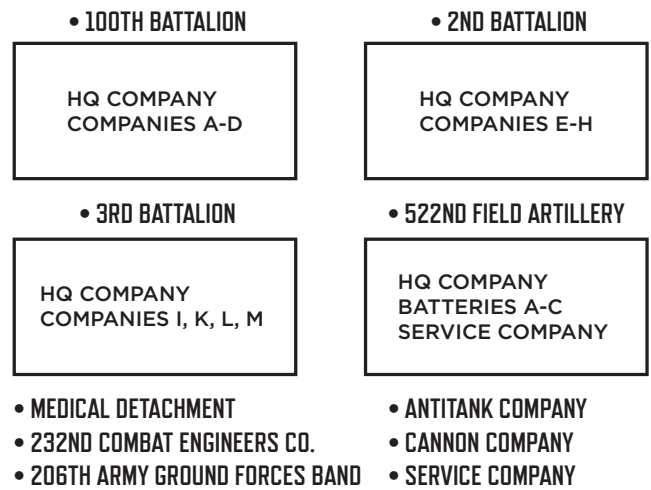 • 100TH BATTALION
HQ COMPANY
COMPANIES A-D
• 2ND BATTALION
HQ COMPANY
COMPANIES E-H
• 3RD BATTALION
HQ COMPANY
COMPANIES I, K, L, M
• 522ND FIELD ARTILLERY
HQ COMPANY
BATTERIES A-C
SERVICE COMPANY
• MEDICAL DETACHMENT
• 232ND COMBAT ENGINEERS CO.
• 206TH ARMY GROUND FORCES BAND
• ANTITANK COMPANY
• CANNON COMPANY
• SERVICE COMPANY